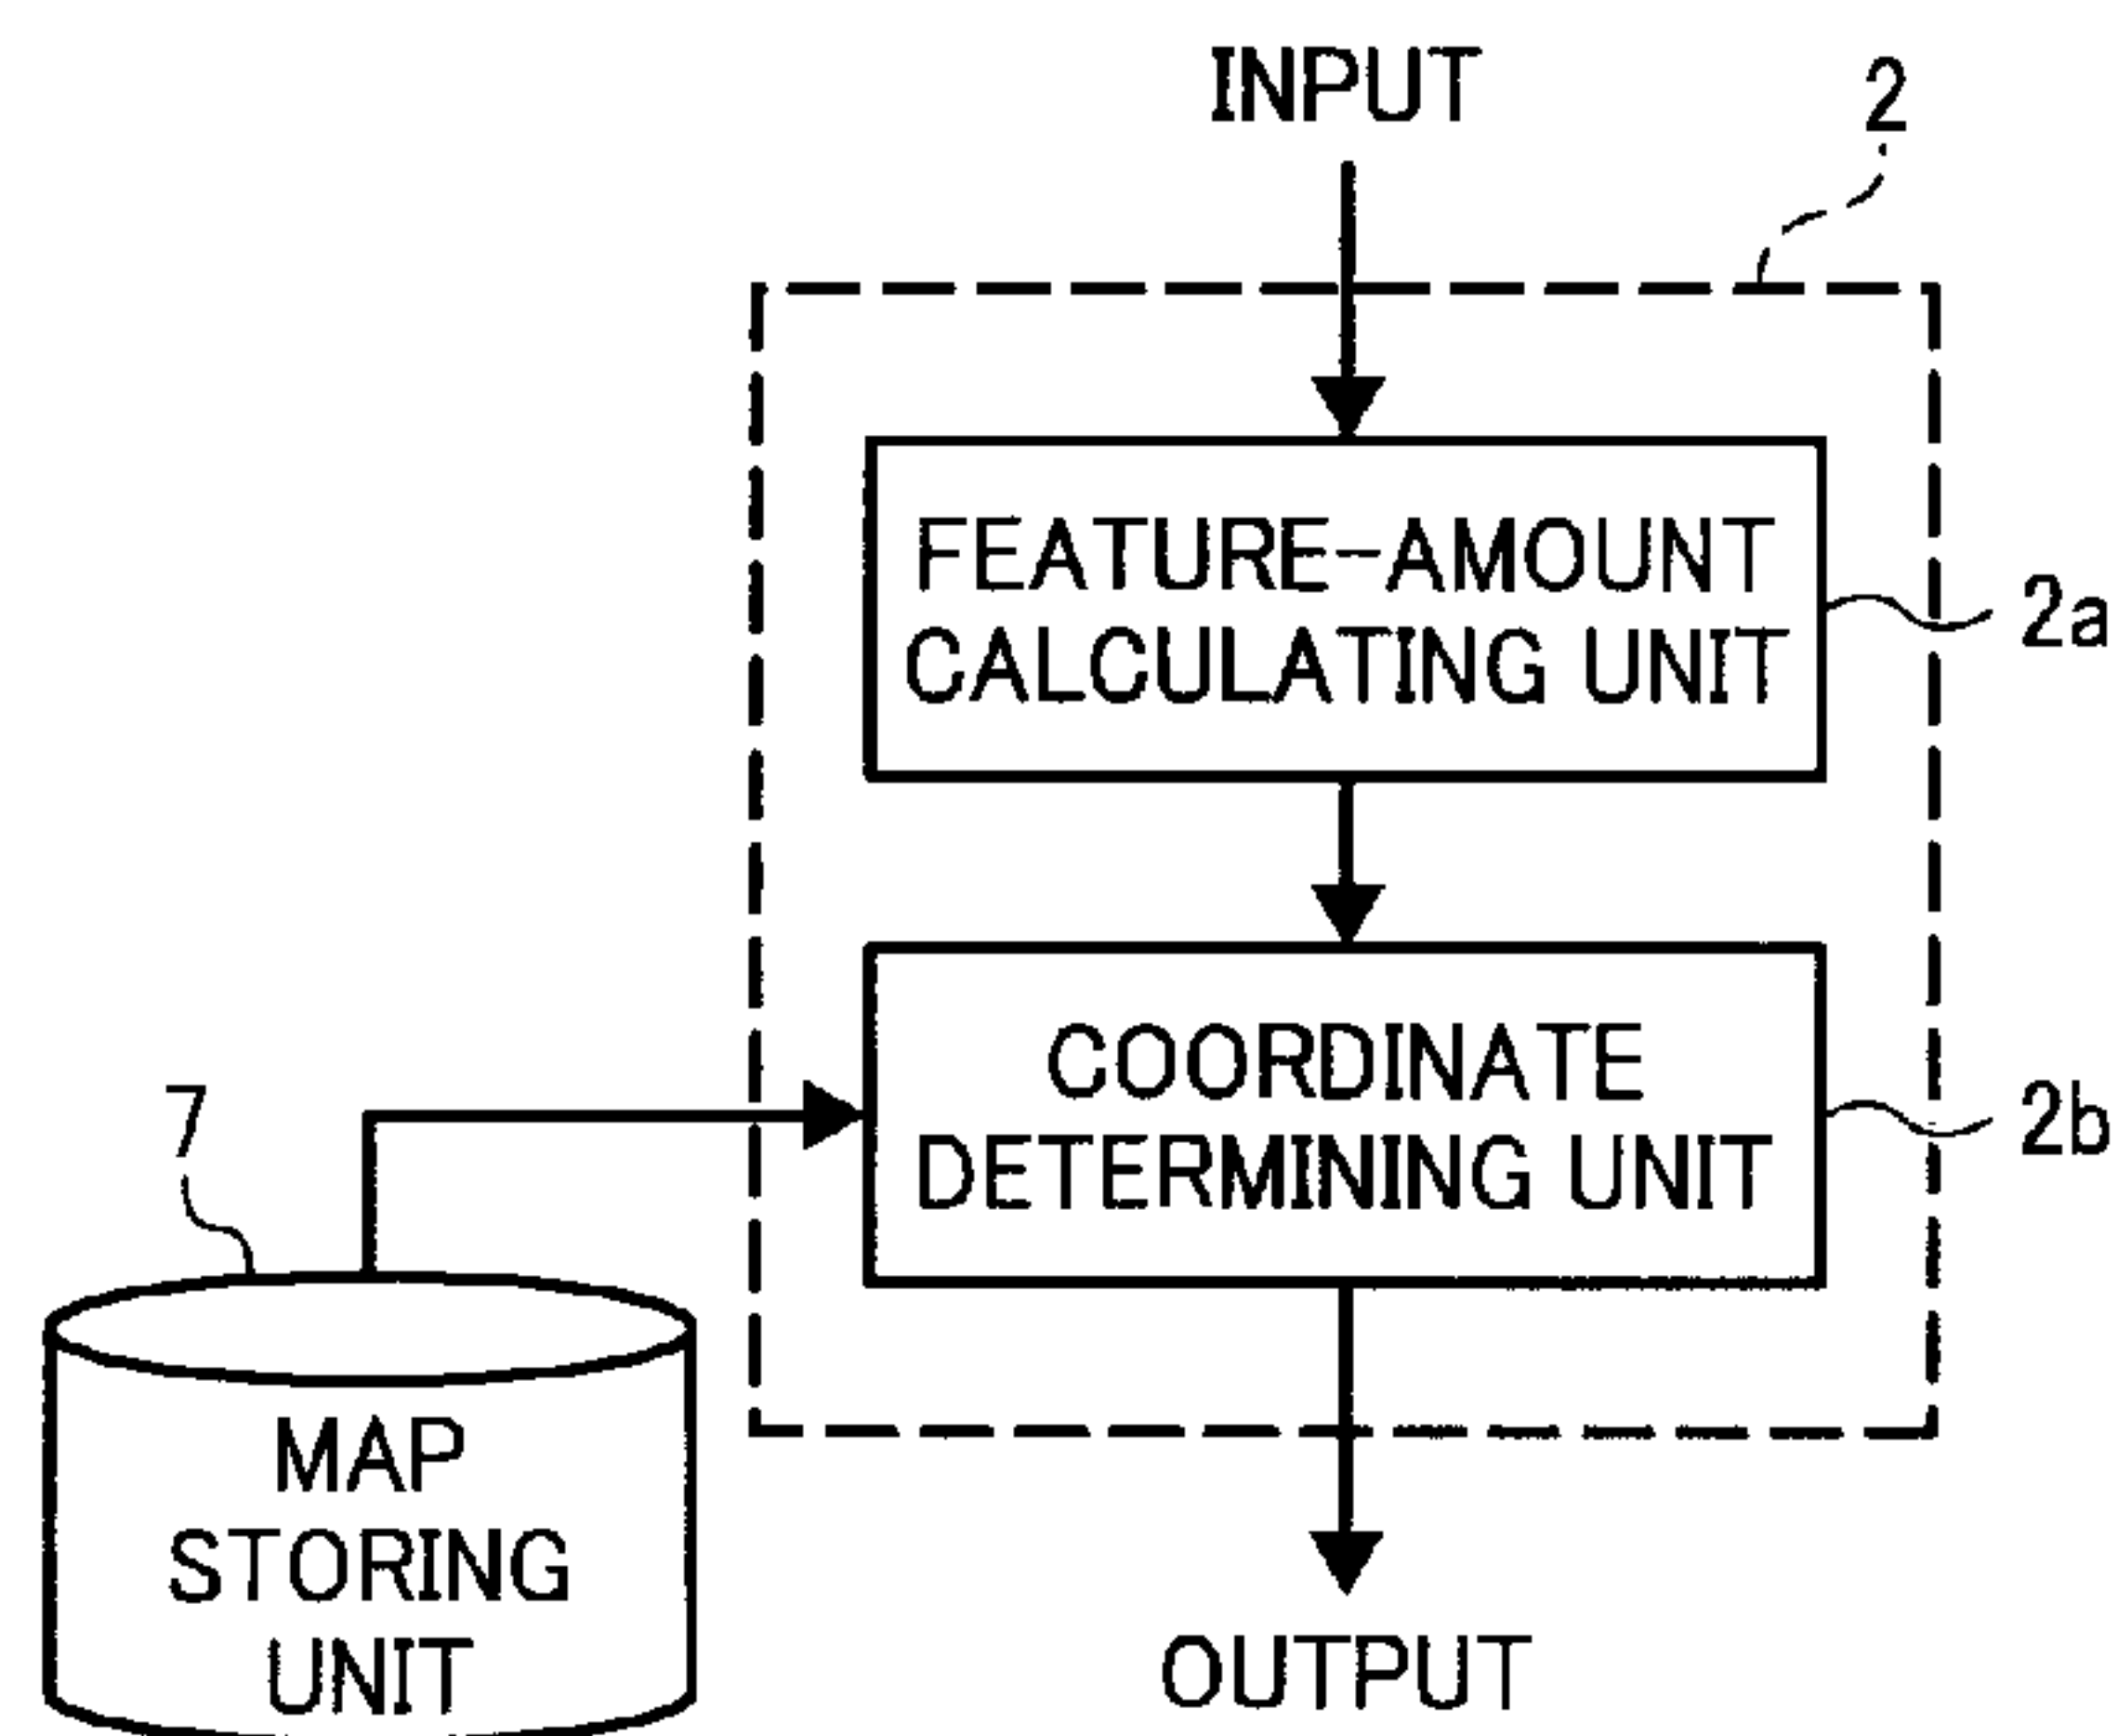 INPUT
2
FEATURE-AMOUNT
CALCULATING UNIT
2a
COORDINATE
DETERMINING UNIT
2b
7
MAP
STORING
UNIT
OUTPUT